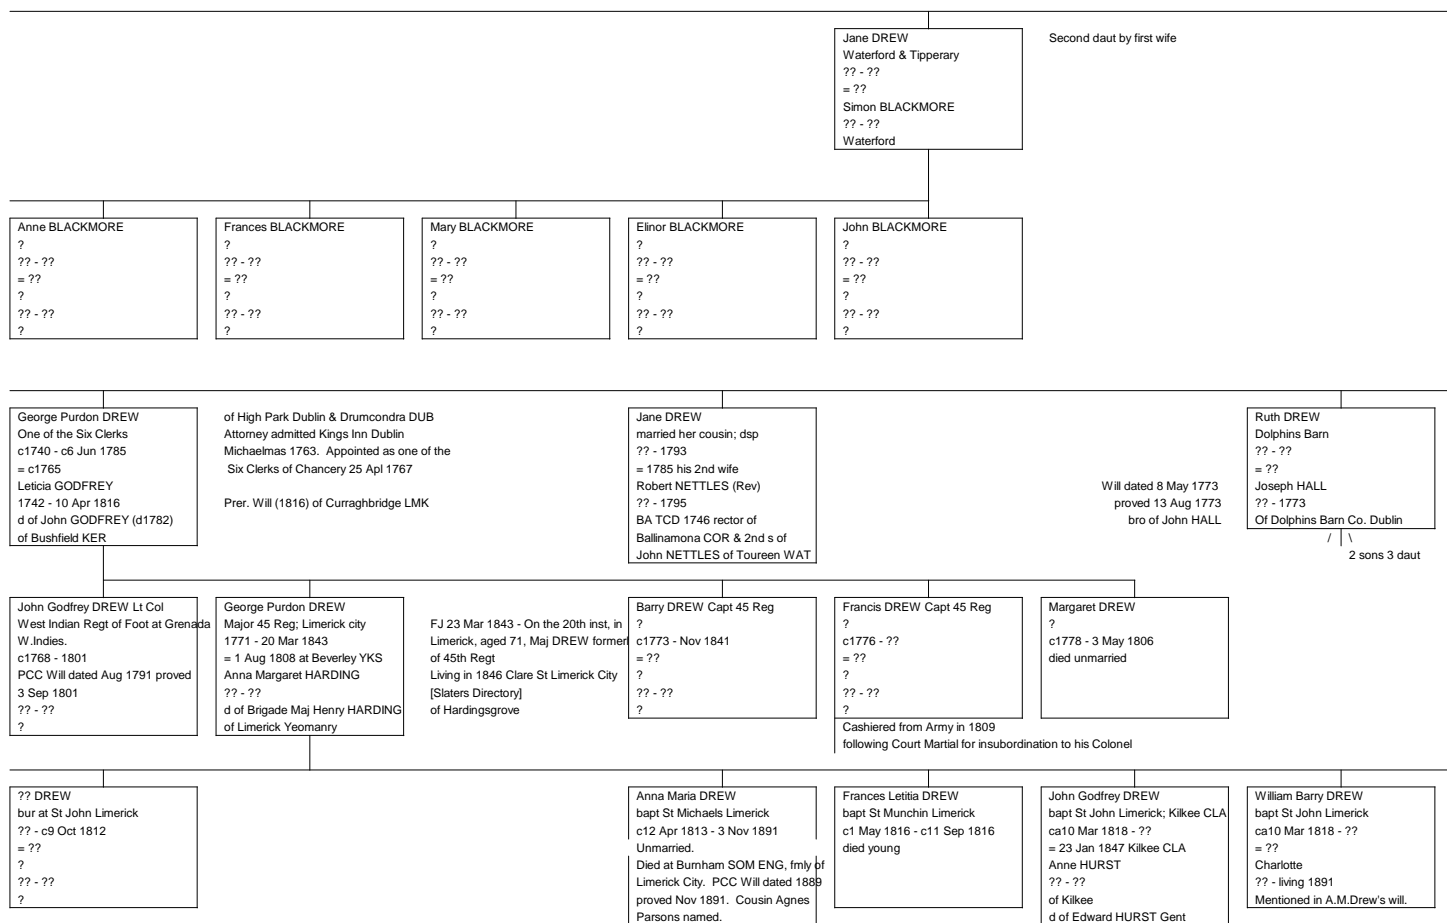 Jane DREW
Waterford & Tipperary
?? - ??
= ??
Simon BLACKMORE
?? - ??
Waterford
Second daut by first wife
Anne BLACKMORE
?
?? - ??
= ??
?
?? - ??
?
Frances BLACKMORE
?
?? - ??
= ??
?
?? - ??
?
Mary BLACKMORE
?
?? - ??
= ??
?
?? - ??
?
Elinor BLACKMORE
?
?? - ??
= ??
?
?? - ??
?
John BLACKMORE
?
?? - ??
= ??
?
?? - ??
?
George Purdon DREW
One of the Six Clerks
c1740 - c6 Jun 1785
= c1765
Leticia GODFREY
1742 - 10 Apr 1816
d of John GODFREY (d1782)
of Bushfield KER
of High Park Dublin & Drumcondra DUB
Attorney admitted Kings Inn Dublin
Michaelmas 1763. Appointed as one of the
Six Clerks of Chancery 25 Apl 1767
Prer. Will (1816) of Curraghbridge LMK
Jane DREW
married her cousin; dsp
?? - 1793
= 1785 his 2nd wife
Robert NETTLES (Rev)
?? - 1795
BA TCD 1746 rector of
Ballinamona COR & 2nd s of
John NETTLES of Toureen WAT
Will dated 8 May 1773
proved 13 Aug 1773
bro of John HALL
Ruth DREW
Dolphins Barn
?? - ??
= ??
Joseph HALL
?? - 1773
Of Dolphins Barn Co. Dublin
/ | \
2 sons 3 daut
John Godfrey DREW Lt Col
West Indian Regt of Foot at Grenada
W.Indies.
c1768 - 1801
PCC Will dated Aug 1791 proved
3 Sep 1801
?? - ??
?
George Purdon DREW
Major 45 Reg; Limerick city
1771 - 20 Mar 1843
= 1 Aug 1808 at Beverley YKS
Anna Margaret HARDING
?? - ??
d of Brigade Maj Henry HARDING
of Limerick Yeomanry
FJ 23 Mar 1843 - On the 20th inst, in
Limerick, aged 71, Maj DREW former
of 45th Regt
Living in 1846 Clare St Limerick City
[Slaters Directory]
of Hardingsgrove
Barry DREW Capt 45 Reg
?
c1773 - Nov 1841
= ??
?
?? - ??
?
Francis DREW Capt 45 Reg
?
c1776 - ??
= ??
?
?? - ??
?
Cashiered from Army in 1809
following Court Martial for insubordination to his Colonel
Margaret DREW
?
c1778 - 3 May 1806
died unmarried
?? DREW
bur at St John Limerick
?? - c9 Oct 1812
= ??
?
?? - ??
?
Anna Maria DREW
bapt St Michaels Limerick
c12 Apr 1813 - 3 Nov 1891
Unmarried.
Died at Burnham SOM ENG, fmly of
Limerick City. PCC Will dated 1889
proved Nov 1891. Cousin Agnes
Parsons named.
Frances Letitia DREW
bapt St Munchin Limerick
c1 May 1816 - c11 Sep 1816
died young
John Godfrey DREW
bapt St John Limerick; Kilkee CLA
ca10 Mar 1818 - ??
= 23 Jan 1847 Kilkee CLA
Anne HURST
?? - ??
of Kilkee
d of Edward HURST Gent
William Barry DREW
bapt St John Limerick
ca10 Mar 1818 - ??
= ??
Charlotte
?? - living 1891
Mentioned in A.M.Drew's will.